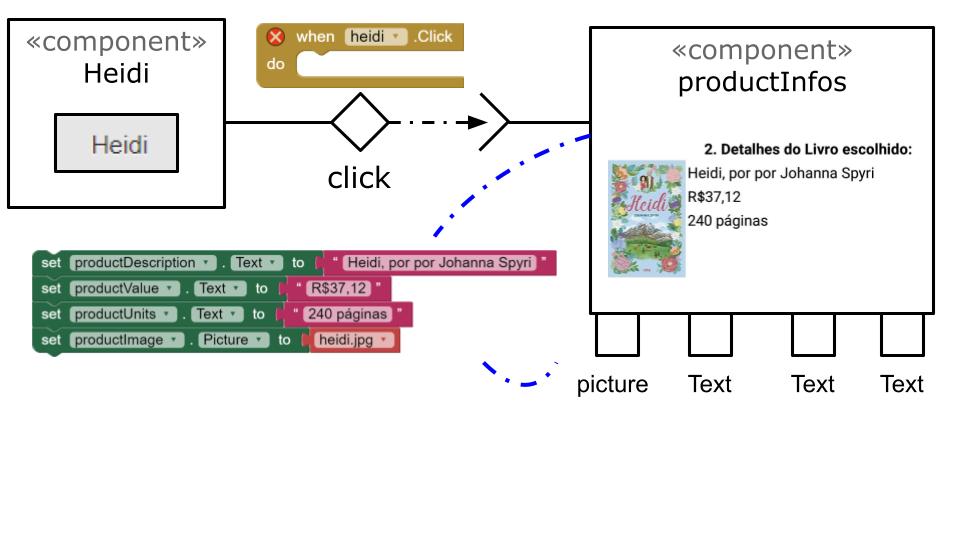 «component»
Heidi
Heidi
when heidi .Click
do
click
«component»
productInfos
2. Detalhes do Livro escolhido:
Heidi, por por Johanna Spyri
R$37,12
240 páginas
Heidi
set productDescription . Text to " Heidi, por por Johanna Spyri "
set productValue . Text to " R$37,12 "
set productUnits . Text to " 240 páginas "
set productImage . Picture to heidi.jpg
picture Text Text Text